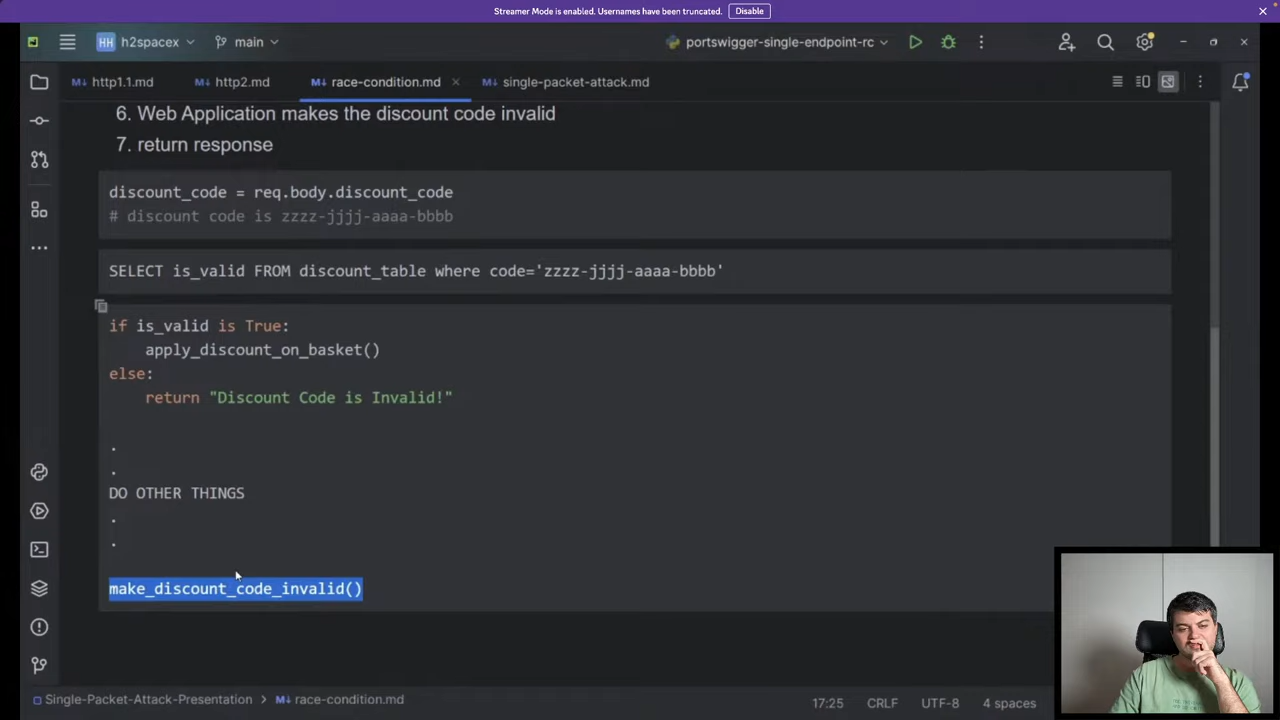 Streamer Mode is enabled. Usernames have been truncated. Disable
HH h2spacex main portswigger-single-endpoint-rc
http1.1.md http2.md race-condition.md single-packet-attack.md
6. Web Application makes the discount code invalid
7. return response
discount_code = req.body.discount_code
# discount code is zzzz-jjjj-aaaa-bbbb
SELECT is_valid FROM discount_table where code='zzzz-jjjj-aaaa-bbbb'
if is_valid is True:
apply_discount_on_basket()
else:
return "Discount Code is Invalid!"
.
.
DO OTHER THINGS
.
.
make_discount_code_invalid()
Single-Packet-Attack-Presentation > race-condition.md 17:25 CRLF UTF-8 4 spaces